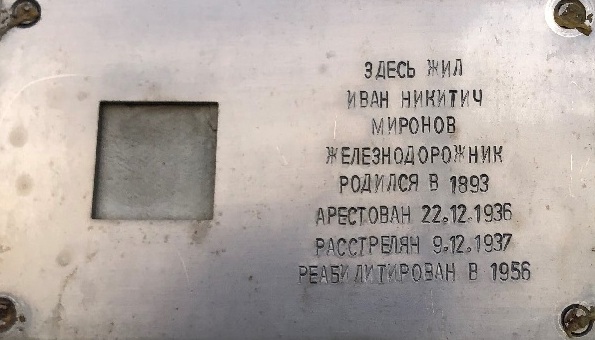 ЗДЕСЬ ЖИЛ
ИВАН НИКИТИЧ
МИРОНОВ
ЖЕЛЕЗНОДОРОЖНИК
РОДИЛСЯ В 1893
АРЕСТОВАН 22.12.1936
РАССТРЕЛЯН 9.12.1937
РЕАБИЛИТИРОВАН В 1956